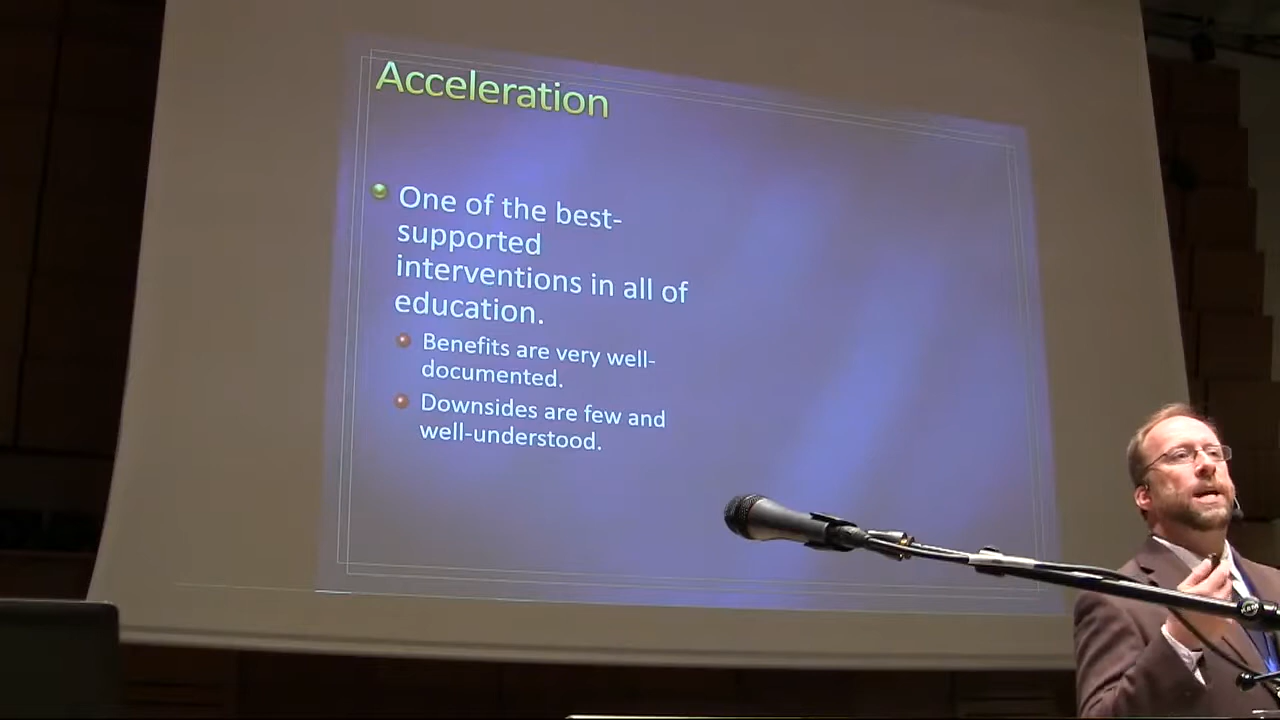 Acceleration
One of the best-
supported
interventions in all of
education.
Benefits are very well-
documented.
Downsides are few and
well-understood.